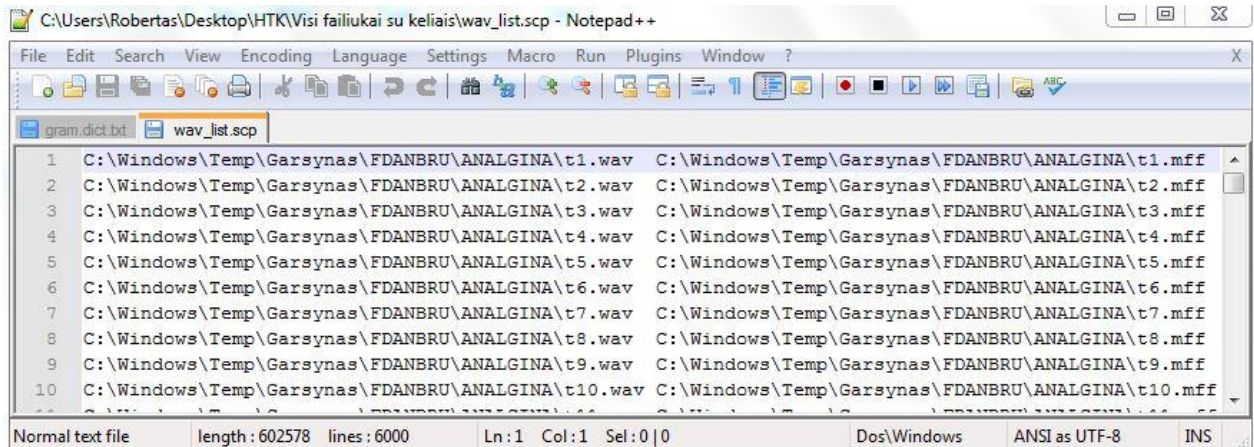 C:\Users\Robertas\Desktop\HTK\Visi failiukai su keliais\wav_list.scp - Notepad++
File Edit Search View Encoding Language Settings Macro Run Plugins Window ? X
gram.dict.txt wav_list.scp
1 C:\Windows\Temp\Garsynas\FDANBRU\ANALGINA\t1.wav C:\Windows\Temp\Garsynas\FDANBRU\ANALGINA\t1.mff
2 C:\Windows\Temp\Garsynas\FDANBRU\ANALGINA\t2.wav C:\Windows\Temp\Garsynas\FDANBRU\ANALGINA\t2.mff
3 C:\Windows\Temp\Garsynas\FDANBRU\ANALGINA\t3.wav C:\Windows\Temp\Garsynas\FDANBRU\ANALGINA\t3.mff
4 C:\Windows\Temp\Garsynas\FDANBRU\ANALGINA\t4.wav C:\Windows\Temp\Garsynas\FDANBRU\ANALGINA\t4.mff
5 C:\Windows\Temp\Garsynas\FDANBRU\ANALGINA\t5.wav C:\Windows\Temp\Garsynas\FDANBRU\ANALGINA\t5.mff
6 C:\Windows\Temp\Garsynas\FDANBRU\ANALGINA\t6.wav C:\Windows\Temp\Garsynas\FDANBRU\ANALGINA\t6.mff
7 C:\Windows\Temp\Garsynas\FDANBRU\ANALGINA\t7.wav C:\Windows\Temp\Garsynas\FDANBRU\ANALGINA\t7.mff
8 C:\Windows\Temp\Garsynas\FDANBRU\ANALGINA\t8.wav C:\Windows\Temp\Garsynas\FDANBRU\ANALGINA\t8.mff
9 C:\Windows\Temp\Garsynas\FDANBRU\ANALGINA\t9.wav C:\Windows\Temp\Garsynas\FDANBRU\ANALGINA\t9.mff
10 C:\Windows\Temp\Garsynas\FDANBRU\ANALGINA\t10.wav C:\Windows\Temp\Garsynas\FDANBRU\ANALGINA\t10.mff
Normal text file length : 602578 lines : 6000 Ln : 1 Col : 1 Sel : 0 | 0 Dos\Windows ANSI as UTF-8 INS